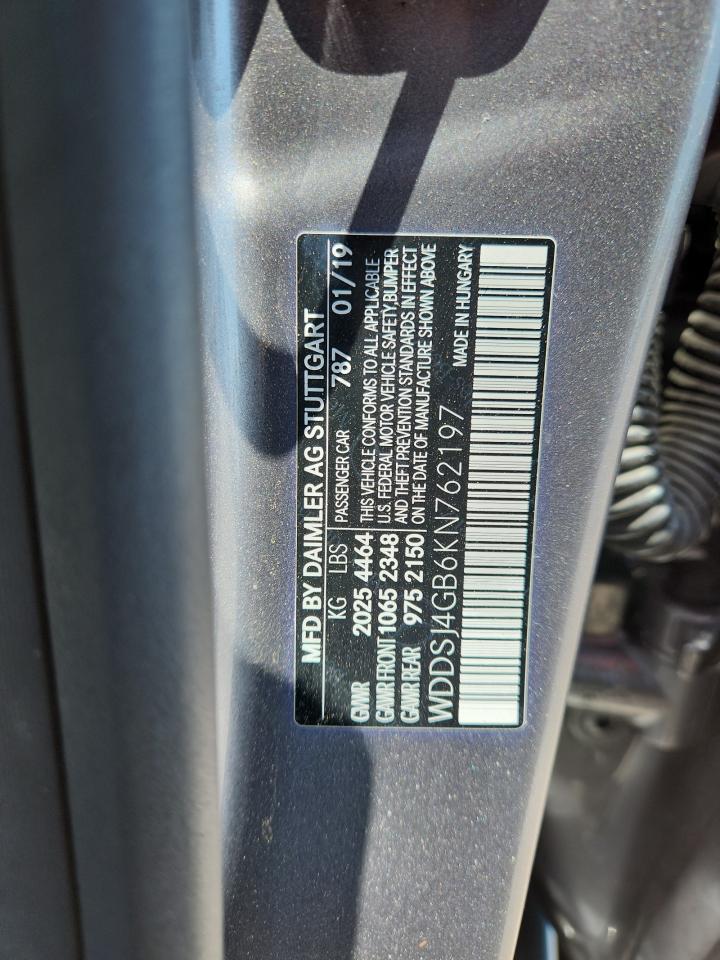 MFD BY DAIMLER AG STUTTGART
KG LBS PASSENGER CAR 787 01/19
GVWR 2025 4464
GAWR FRONT 1065 2348
GAWR REAR 975 2150
THIS VEHICLE CONFORMS TO ALL APPLICABLE
U.S. FEDERAL MOTOR VEHICLE SAFETY, BUMPER
AND THEFT PREVENTION STANDARDS IN EFFECT
ON THE DATE OF MANUFACTURE SHOWN ABOVE
WDDSJ4GB6KN762197
MADE IN HUNGARY